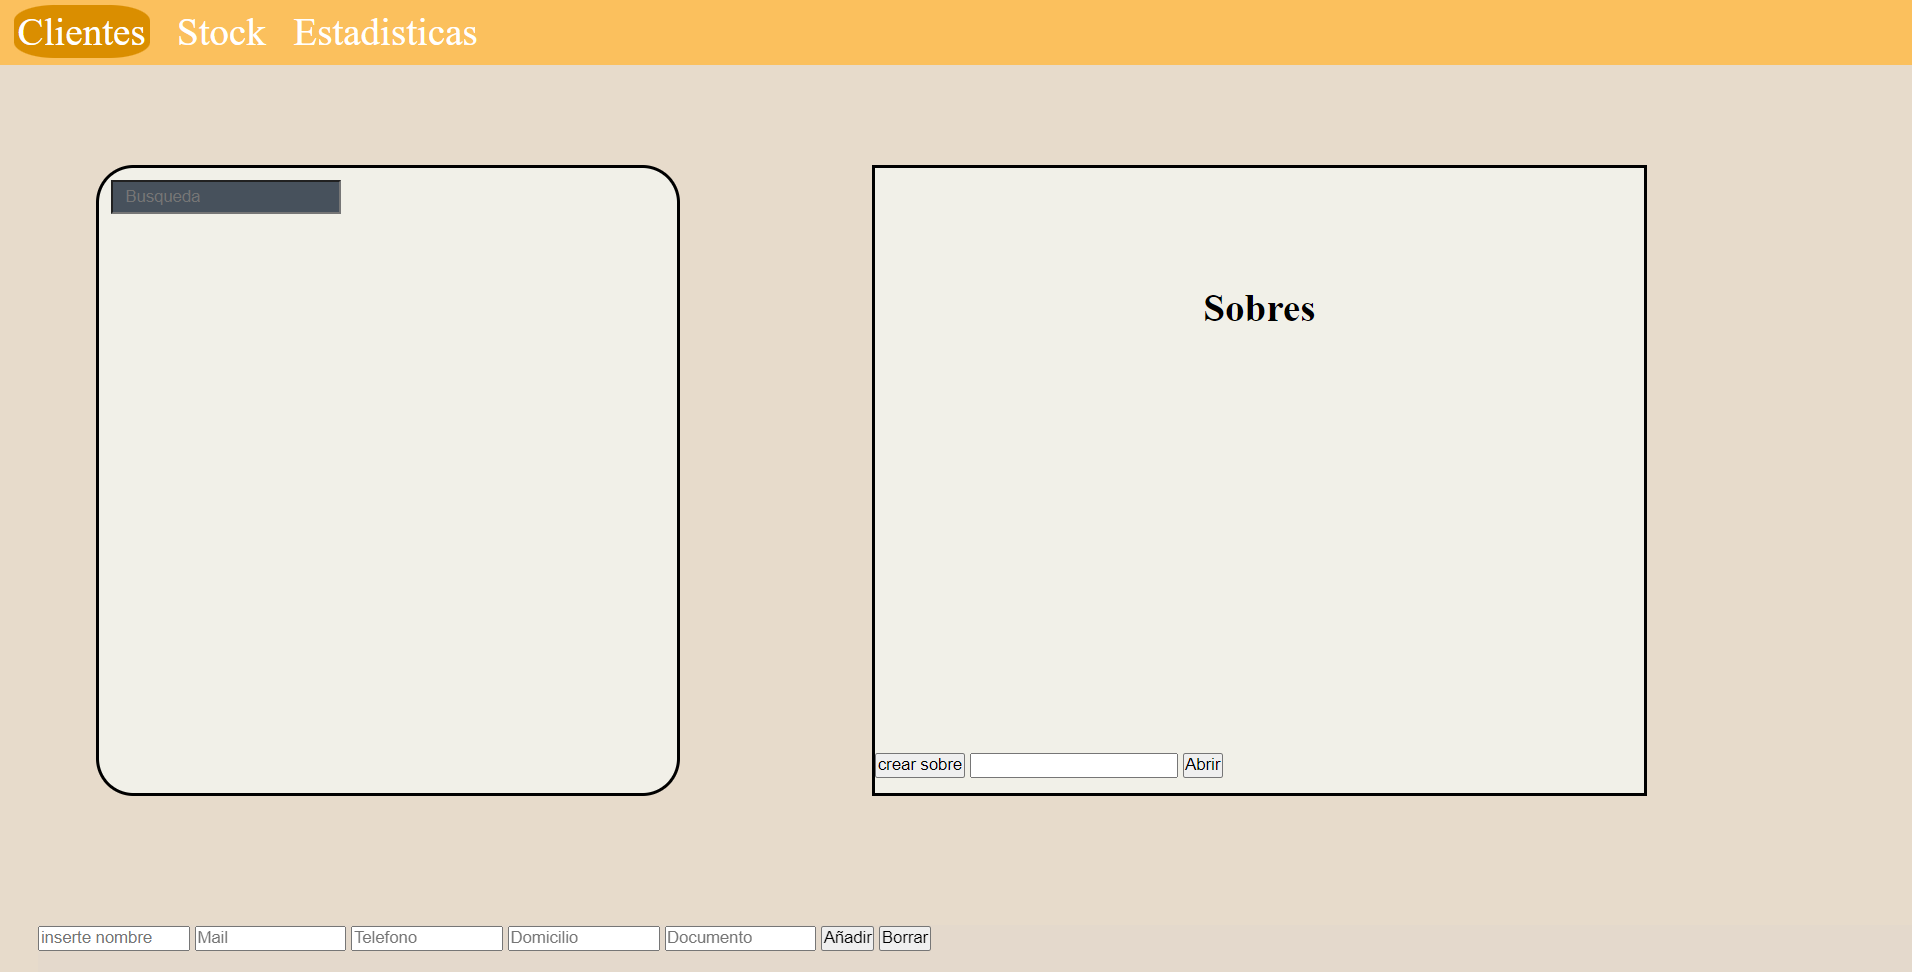 Clientes Stock Estadisticas
Busqueda
Sobres
crear sobre Abrir
inserte nombre Mail Telefono Domicilio Documento Añadir Borrar